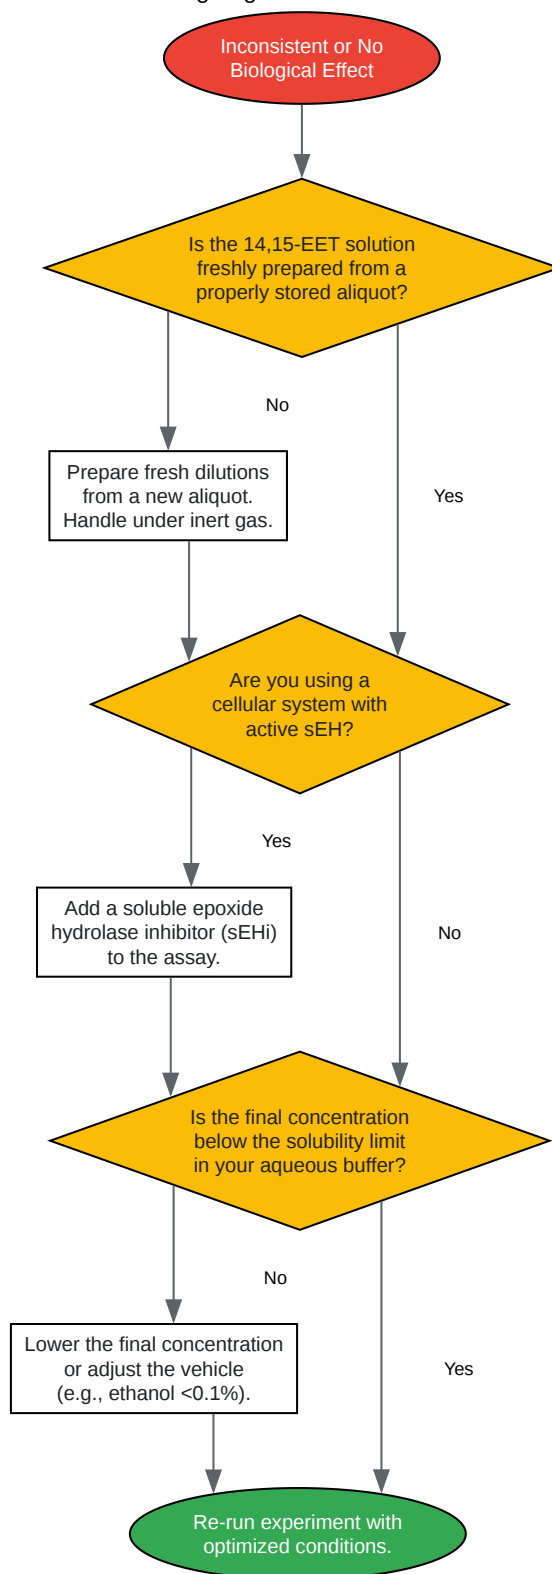 Inconsistent or No
Biological Effect
Is the 14,15-EET solution
freshly prepared from a
properly stored aliquot?
No
Prepare fresh dilutions
from a new aliquot.
Handle under inert gas.
Yes
Are you using a
cellular system with
active sEH?
Yes
Add a soluble epoxide
hydrolase inhibitor (sEHi)
to the assay.
No
Is the final concentration
below the solubility limit
in your aqueous buffer?
No
Lower the final concentration
or adjust the vehicle
(e.g., ethanol <0.1%).
Yes
Re-run experiment with
optimized conditions.